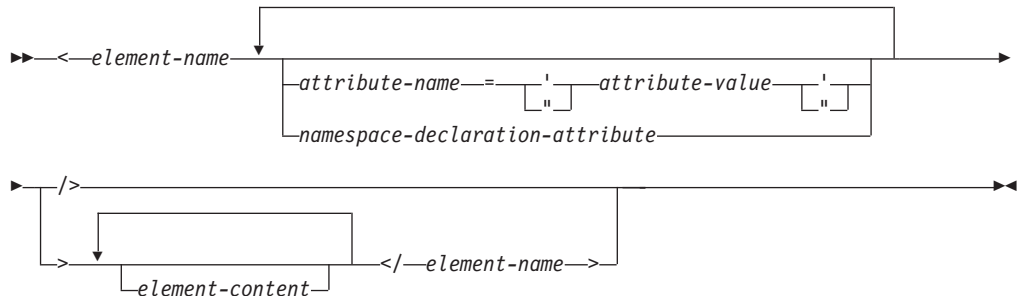 < element-name
attribute-name = ' attribute-value '
" "
namespace-declaration-attribute
/>
> </ element-name >
element-content